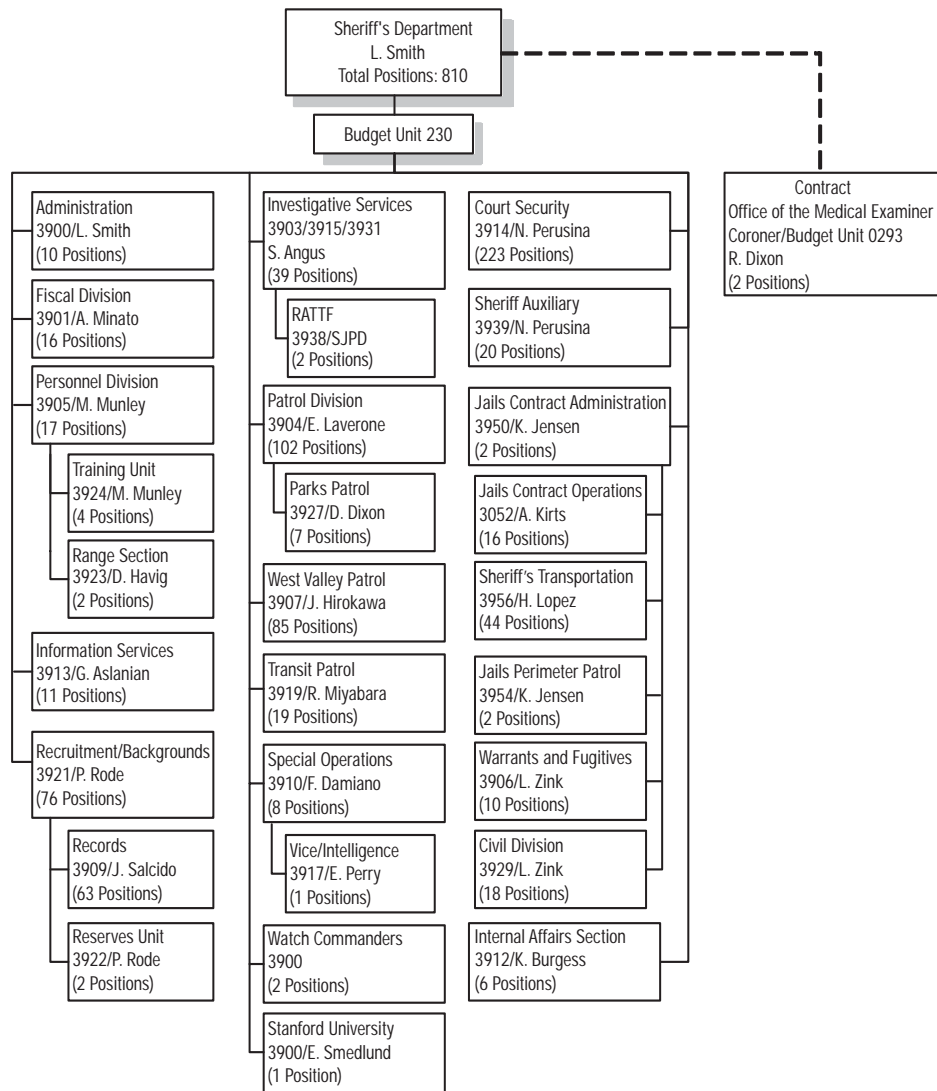 Sheriff's Department
L. Smith
Total Positions: 810
Budget Unit 230
Contract
Office of the Medical Examiner
Coroner/Budget Unit 0293
R. Dixon
(2 Positions)
Administration
3900/L. Smith
(10 Positions)
Fiscal Division
3901/A. Minato
(16 Positions)
Personnel Division
3905/M. Munley
(17 Positions)
Training Unit
3924/M. Munley
(4 Positions)
Range Section
3923/D. Havig
(2 Positions)
Information Services
3913/G. Aslanian
(11 Positions)
Recruitment/Backgrounds
3921/P. Rode
(76 Positions)
Records
3909/J. Salcido
(63 Positions)
Reserves Unit
3922/P. Rode
(2 Positions)
Investigative Services
3903/3915/3931
S. Angus
(39 Positions)
RATTF
3938/SJPD
(2 Positions)
Patrol Division
3904/E. Laverone
(102 Positions)
Parks Patrol
3927/D. Dixon
(7 Positions)
West Valley Patrol
3907/J. Hirokawa
(85 Positions)
Transit Patrol
3919/R. Miyabara
(19 Positions)
Special Operations
3910/F. Damiano
(8 Positions)
Vice/Intelligence
3917/E. Perry
(1 Positions)
Watch Commanders
3900
(2 Positions)
Stanford University
3900/E. Smedlund
(1 Position)
Court Security
3914/N. Perusina
(223 Positions)
Sheriff Auxiliary
3939/N. Perusina
(20 Positions)
Jails Contract Administration
3950/K. Jensen
(2 Positions)
Jails Contract Operations
3052/A. Kirts
(16 Positions)
Sheriff's Transportation
3956/H. Lopez
(44 Positions)
Jails Perimeter Patrol
3954/K. Jensen
(2 Positions)
Warrants and Fugitives
3906/L. Zink
(10 Positions)
Civil Division
3929/L. Zink
(18 Positions)
Internal Affairs Section
3912/K. Burgess
(6 Positions)